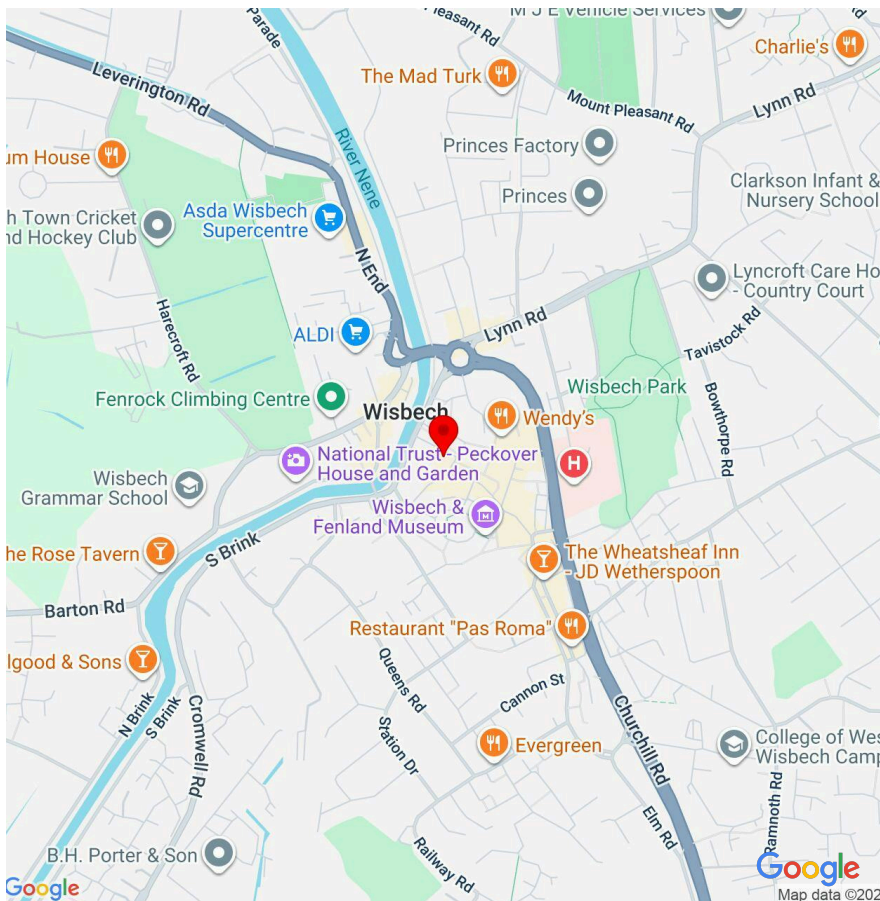 Parade
Pleasant Rd
M J E Vehicle Services
Charlie's
Leverington Rd
The Mad Turk
Lynn Rd
Mount Pleasant Rd
River Nene
Princes Factory
um House
Princes
Clarkson Infant &
Nursery School
h Town Cricket
nd Hockey Club
Asda Wisbech
Supercentre
N End
Lyncroft Care Ho
- Country Court
Harecroft Rd
ALDI
Lynn Rd
Tavistock Rd
Fenrock Climbing Centre
Wisbech
Wisbech Park
Bowthorpe Rd
Wendy's
National Trust - Peckover
House and Garden
H
Wisbech
Grammar School
Wisbech &
Fenland Museum
he Rose Tavern
S Brink
The Wheatsheaf Inn
- JD Wetherspoon
Barton Rd
Restaurant "Pas Roma"
lgood & Sons
Queens Rd
Cannon St
N Brink
S Brink
Cromwell Rd
Station Dr
Churchill Rd
Evergreen
College of Wes
Wisbech Camp
Elm Rd
Ramnoth Rd
B.H. Porter & Son
Railway Rd
Google
Google
Map data ©202